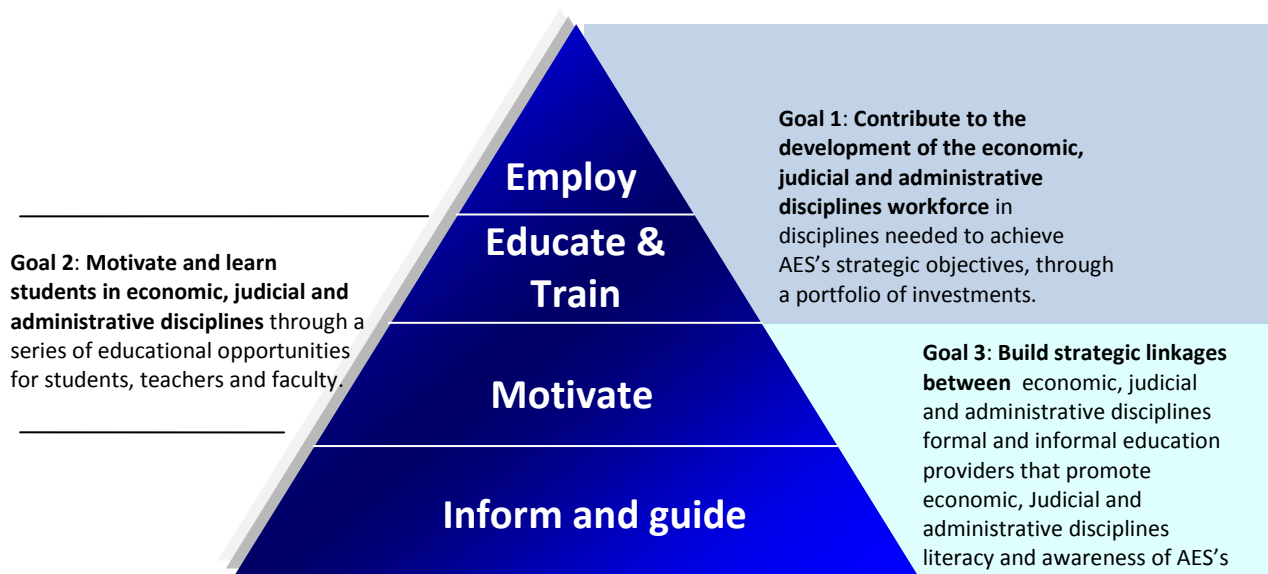 Employ
Educate &
Train
Motivate
Inform and guide
Goal 1: Contribute to the
development of the economic,
judicial and administrative
disciplines workforce in
disciplines needed to achieve
AES's strategic objectives, through
a portfolio of investments.
Goal 2: Motivate and learn
students in economic, judicial and
administrative disciplines through a
series of educational opportunities
for students, teachers and faculty.
Goal 3: Build strategic linkages
between economic, judicial
and administrative disciplines
formal and informal education
providers that promote
economic, Judicial and
administrative disciplines
literacy and awareness of AES's